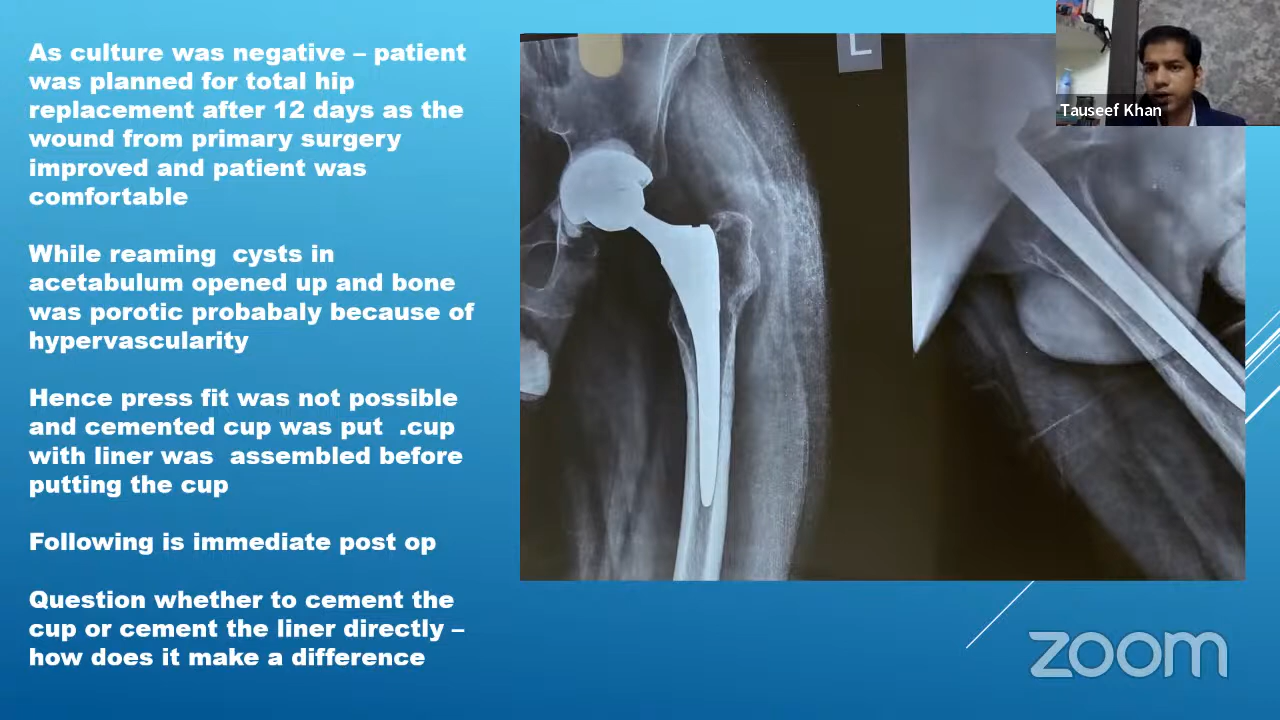 As culture was negative – patient
was planned for total hip
replacement after 12 days as the
wound from primary surgery
improved and patient was
comfortable
While reaming  cysts in
acetabulum opened up and bone
was porotic probabaly because of
hypervascularity
Hence press fit was not possible
and cemented cup was put  .cup
with liner was  assembled before
putting the cup
Following is immediate post op
Question whether to cement the
cup or cement the liner directly –
how does it make a difference
L
Tauseef Khan
zoom